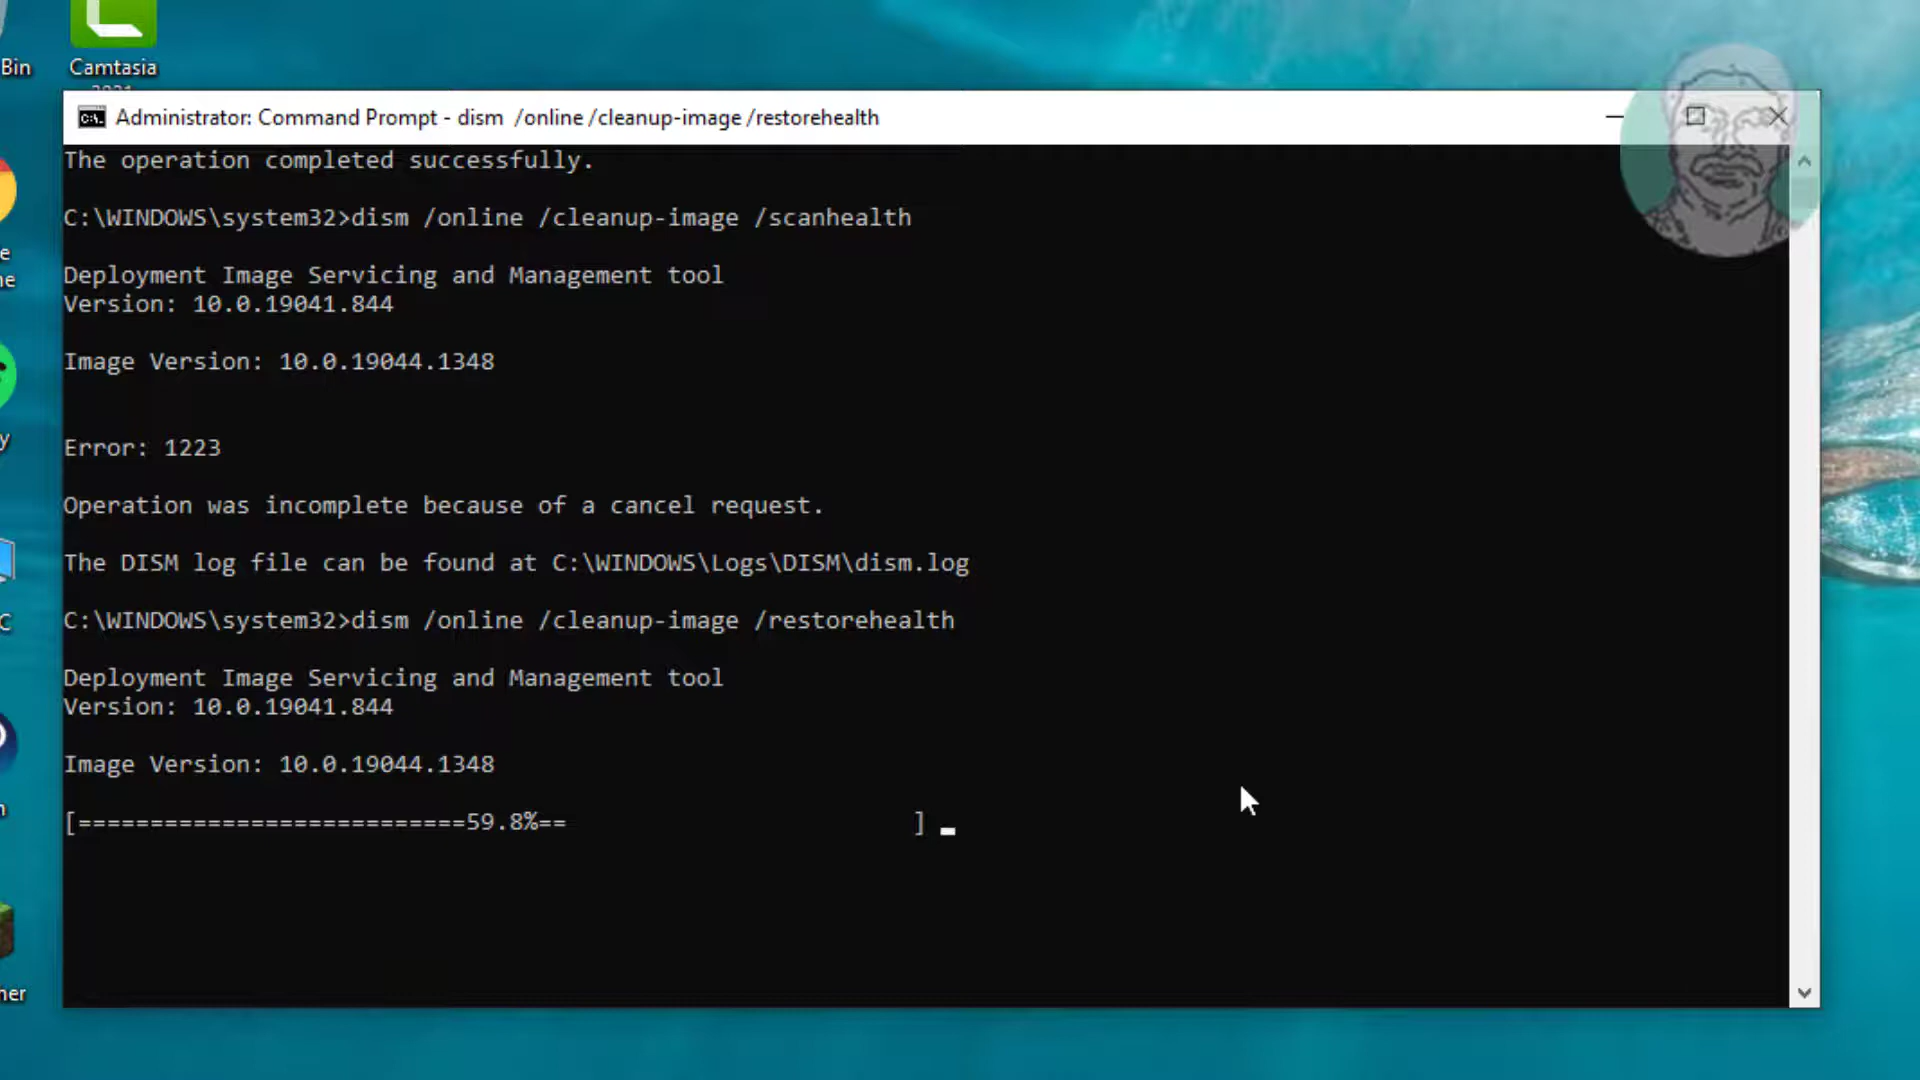 Bin
Camtasia
Administrator: Command Prompt - dism /online /cleanup-image /restorehealth
The operation completed successfully.
C:\WINDOWS\system32>dism /online /cleanup-image /scanhealth
Deployment Image Servicing and Management tool
Version: 10.0.19041.844
Image Version: 10.0.19044.1348
Error: 1223
Operation was incomplete because of a cancel request.
The DISM log file can be found at C:\WINDOWS\Logs\DISM\dism.log
C:\WINDOWS\system32>dism /online /cleanup-image /restorehealth
Deployment Image Servicing and Management tool
Version: 10.0.19041.844
Image Version: 10.0.19044.1348
[===========================59.8%==                        ]